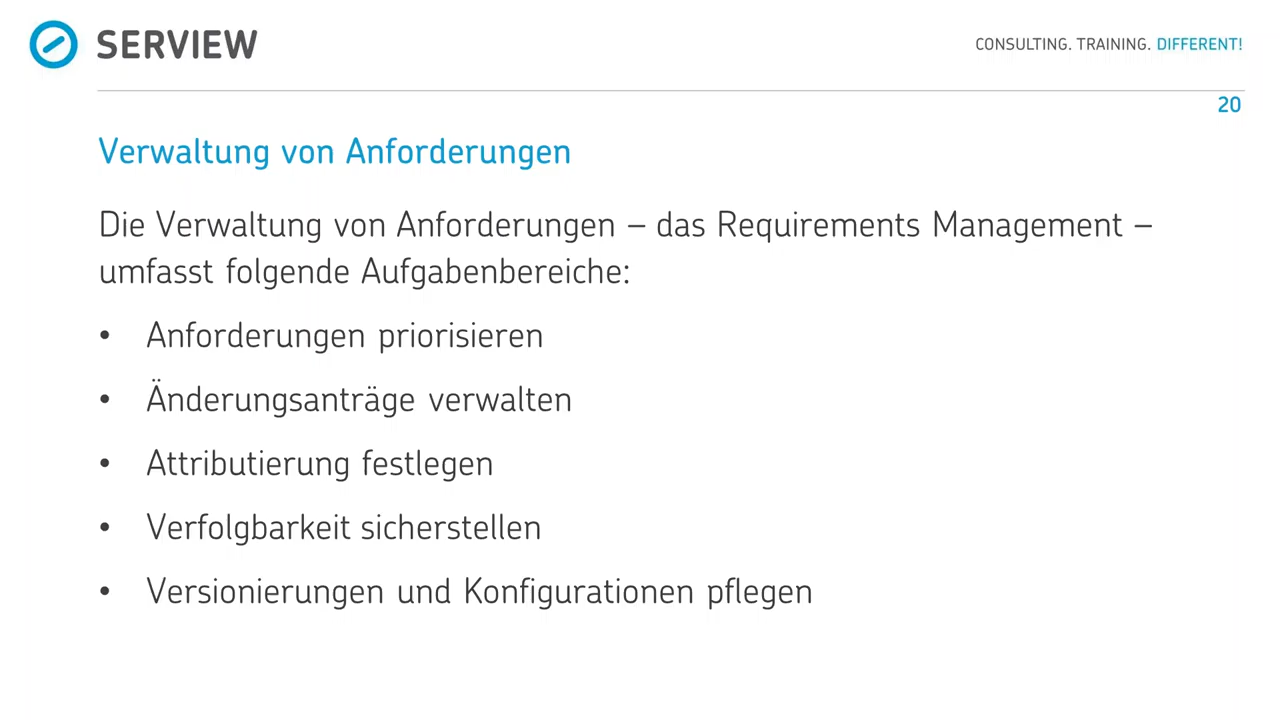 SERVIEW
CONSULTING. TRAINING. DIFFERENT!
20
Verwaltung von Anforderungen
Die Verwaltung von Anforderungen – das Requirements Management –
umfasst folgende Aufgabenbereiche:
• Anforderungen priorisieren
• Änderungsanträge verwalten
• Attributierung festlegen
• Verfolgbarkeit sicherstellen
• Versionierungen und Konfigurationen pflegen